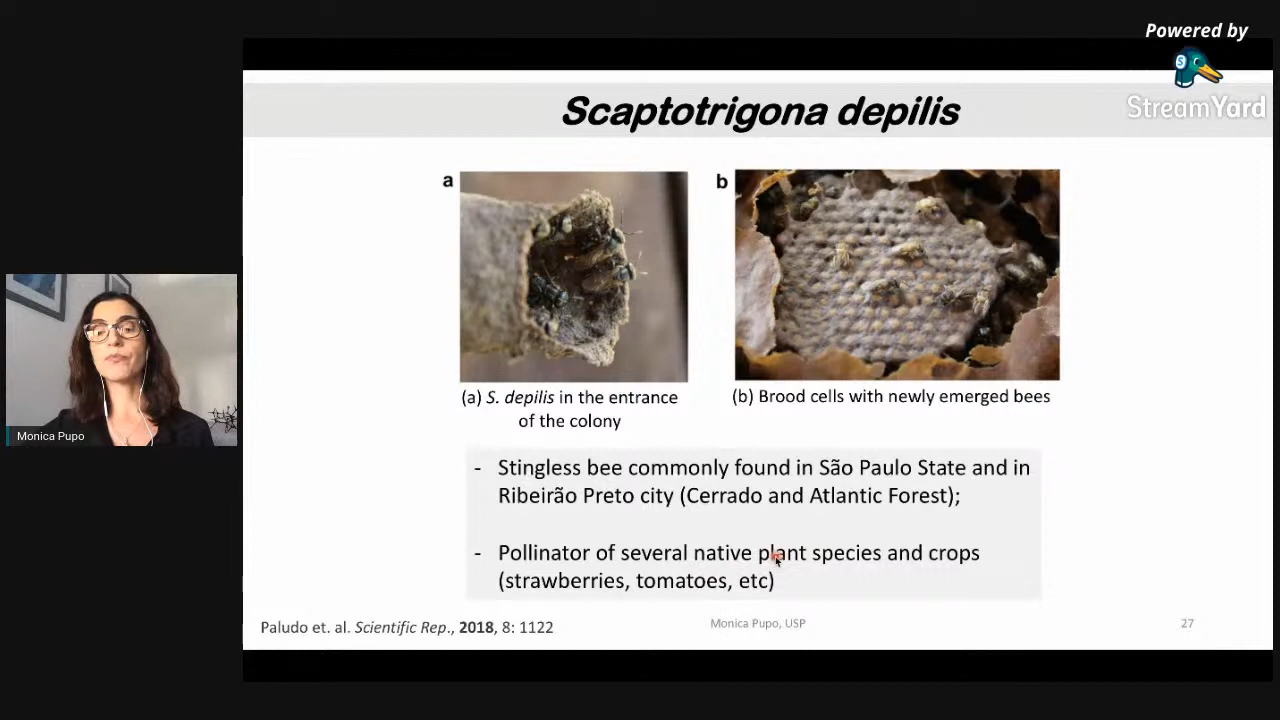 Powered by
StreamYard
Scaptotrigona depilis
a
b
(a) S. depilis in the entrance
of the colony
(b) Brood cells with newly emerged bees
- Stingless bee commonly found in São Paulo State and in
Ribeirão Preto city (Cerrado and Atlantic Forest);
- Pollinator of several native plant species and crops
(strawberries, tomatoes, etc)
Paludo et. al. Scientific Rep., 2018, 8: 1122
Monica Pupo, USP
27
Monica Pupo